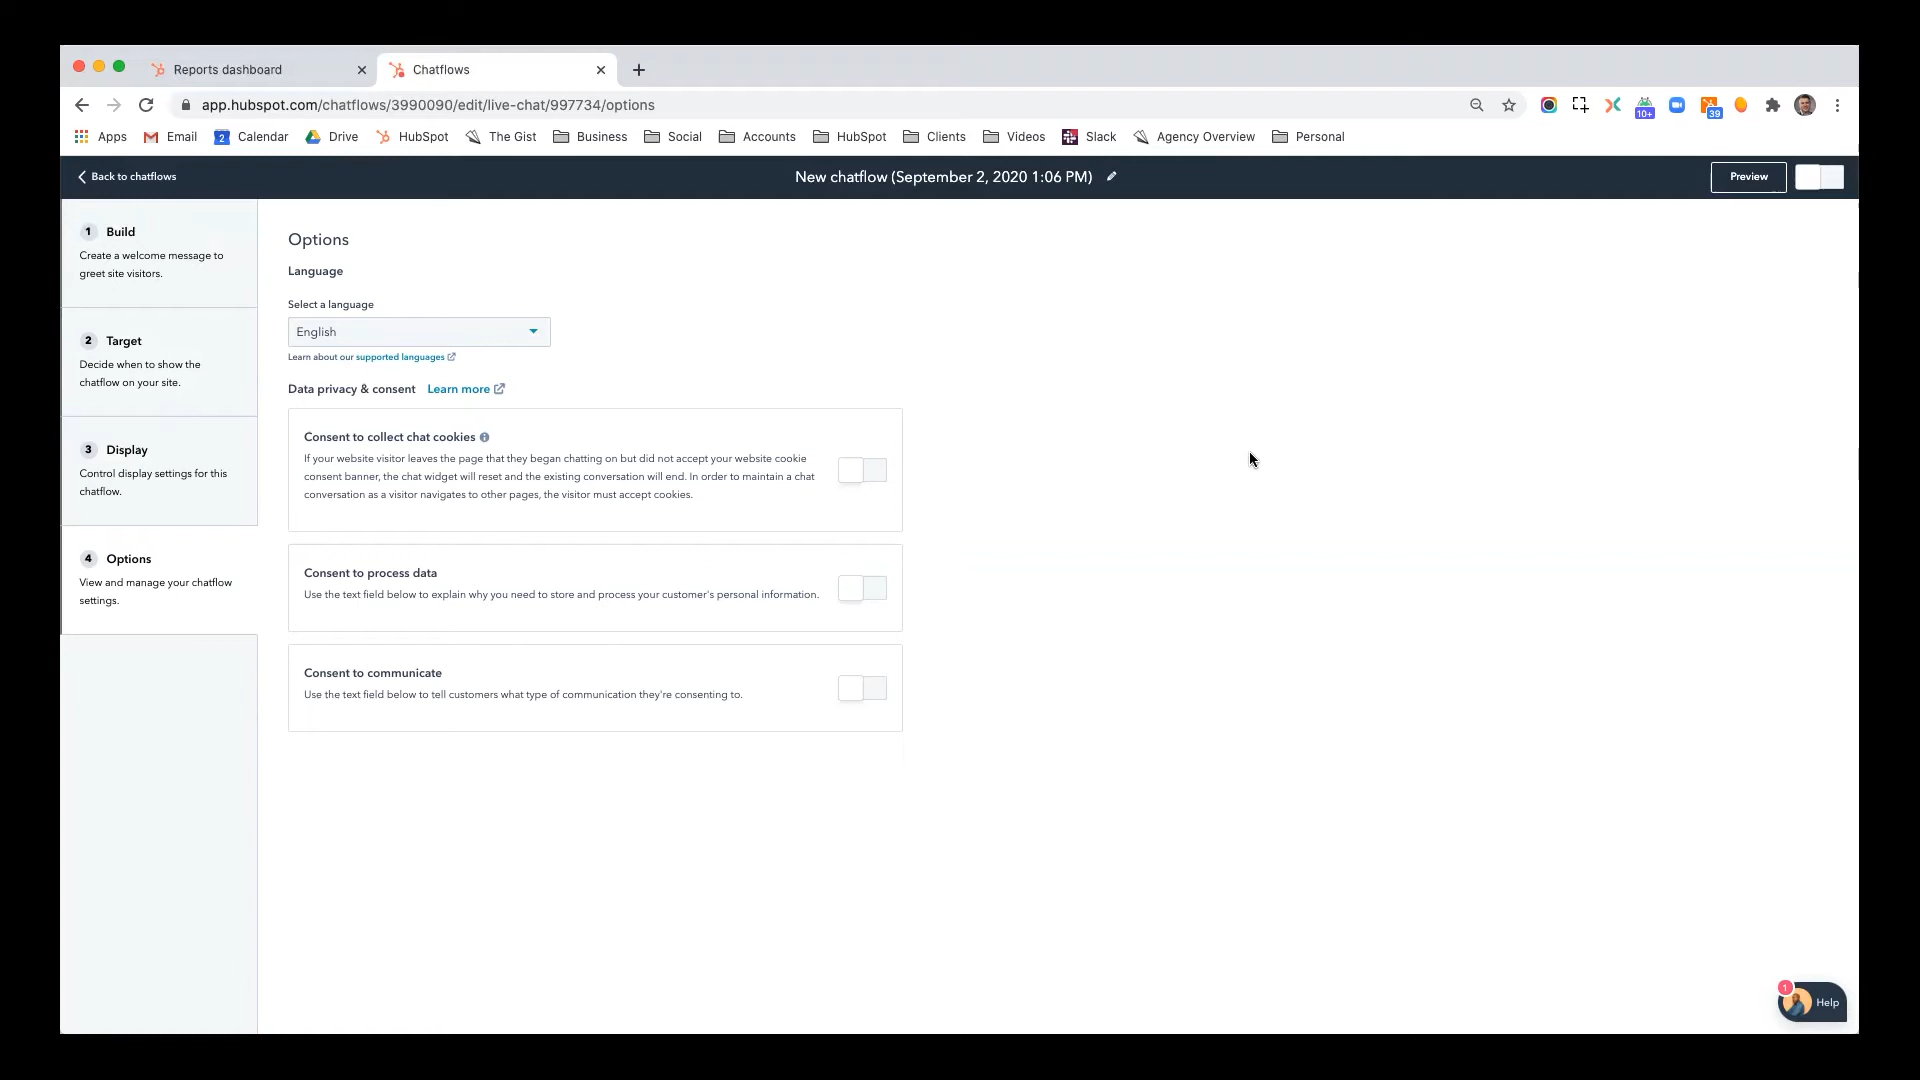 Reports dashboard
Chatflows
app.hubspot.com/chatflows/3990090/edit/live-chat/997734/options
10+
39
Apps
Email
2
Calendar
Drive
HubSpot
The Gist
Business
Social
Accounts
HubSpot
Clients
Videos
Slack
Agency Overview
Personal
Back to chatflows
New chatflow (September 2, 2020 1:06 PM)
Preview
1 Build
Create a welcome message to
greet site visitors.
2 Target
Decide when to show the
chatflow on your site.
3 Display
Control display settings for this
chatflow.
4 Options
View and manage your chatflow
settings.
Options
Language
Select a language
English
Learn about our supported languages
Data privacy & consent Learn more
Consent to collect chat cookies
If your website visitor leaves the page that they began chatting on but did not accept your website cookie
consent banner, the chat widget will reset and the existing conversation will end. In order to maintain a chat
conversation as a visitor navigates to other pages, the visitor must accept cookies.
Consent to process data
Use the text field below to explain why you need to store and process your customer's personal information.
Consent to communicate
Use the text field below to tell customers what type of communication they're consenting to.
1
Help